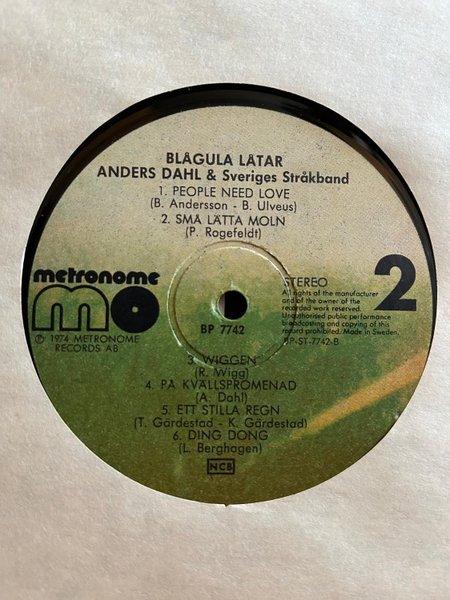 BLÅGULA LÅTAR
ANDERS DAHL & Sveriges Stråkband
1. PEOPLE NEED LOVE
(B. Andersson - B. Ulveus)
2. SMÅ LÄTTA MOLN
(P. Rogefeldt)
metronome
mo
℗ 1974 METRONOME
RECORDS AB
BP 7742
STEREO
2
All rights of the manufacturer
and of the owner of the
recorded work reserved.
Unauthorised public performance
broadcasting and copying of this
record prohibited. Made in Sweden.
BP-ST-7742-B
3. WIGGEN
(R. Wigg)
4. PÅ KVÄLLSPROMENAD
(A. Dahl)
5. ETT STILLA REGN
(T. Gärdestad - K. Gärdestad)
6. DING DONG
(L. Berghagen)
NCB